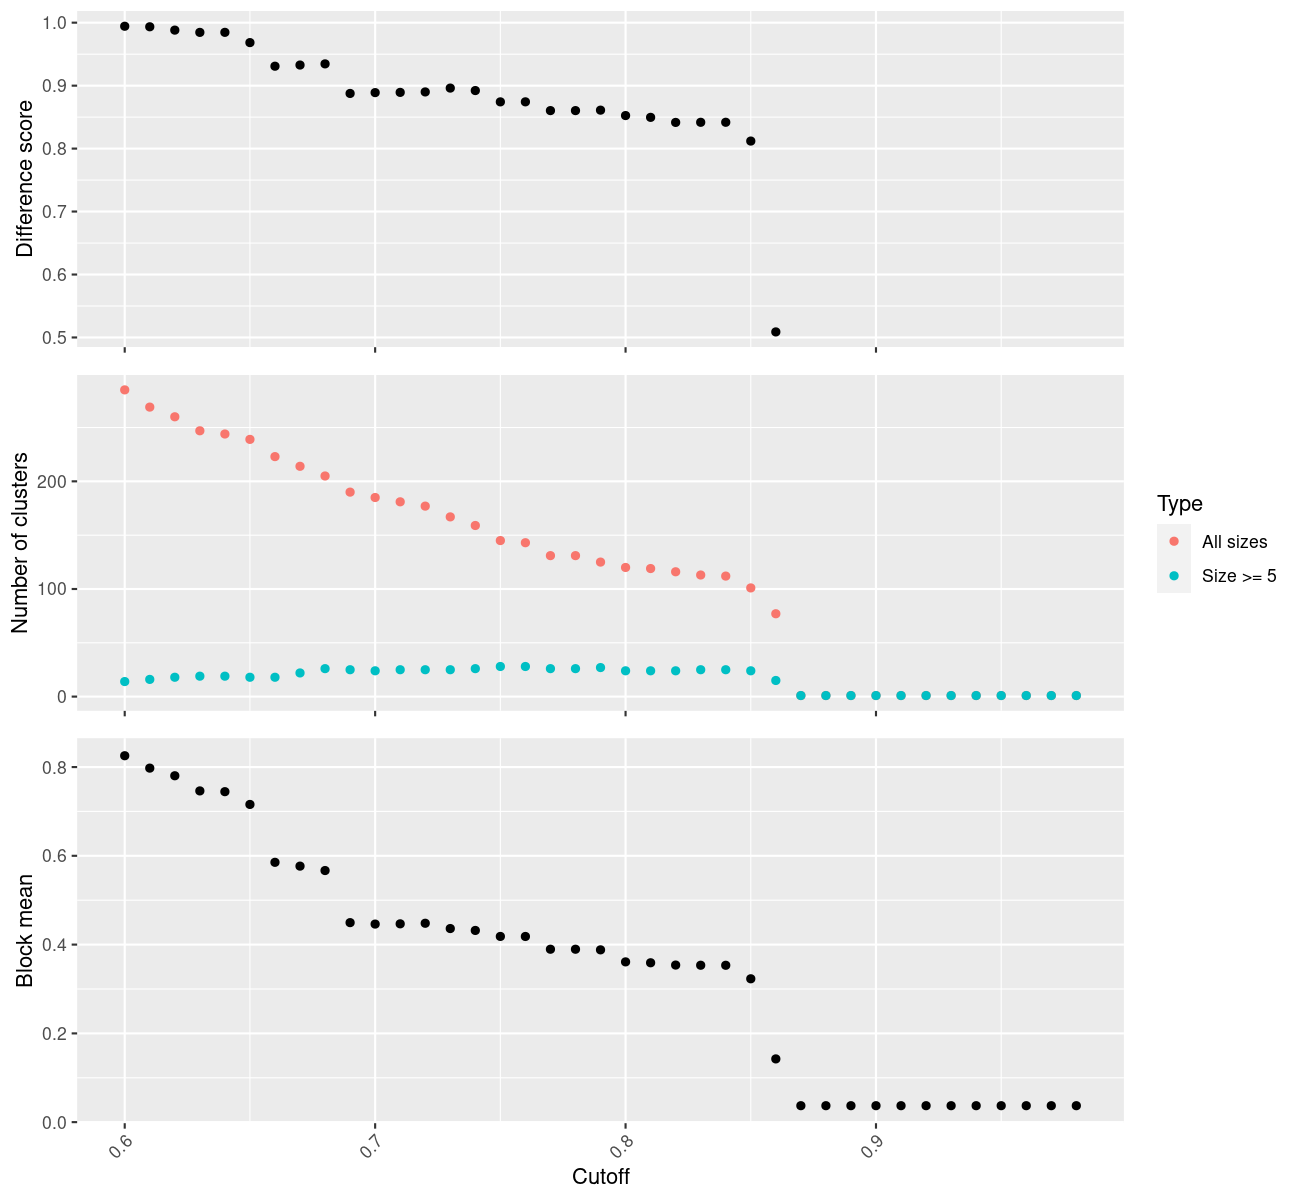 1.0
0.9
0.8
0.7
0.6
0.5
Difference score
200
100
0
Number of clusters
Type
All sizes
Size >= 5
0.8
0.6
0.4
0.2
0.0
Block mean
0.6 0.7 0.8 0.9
Cutoff